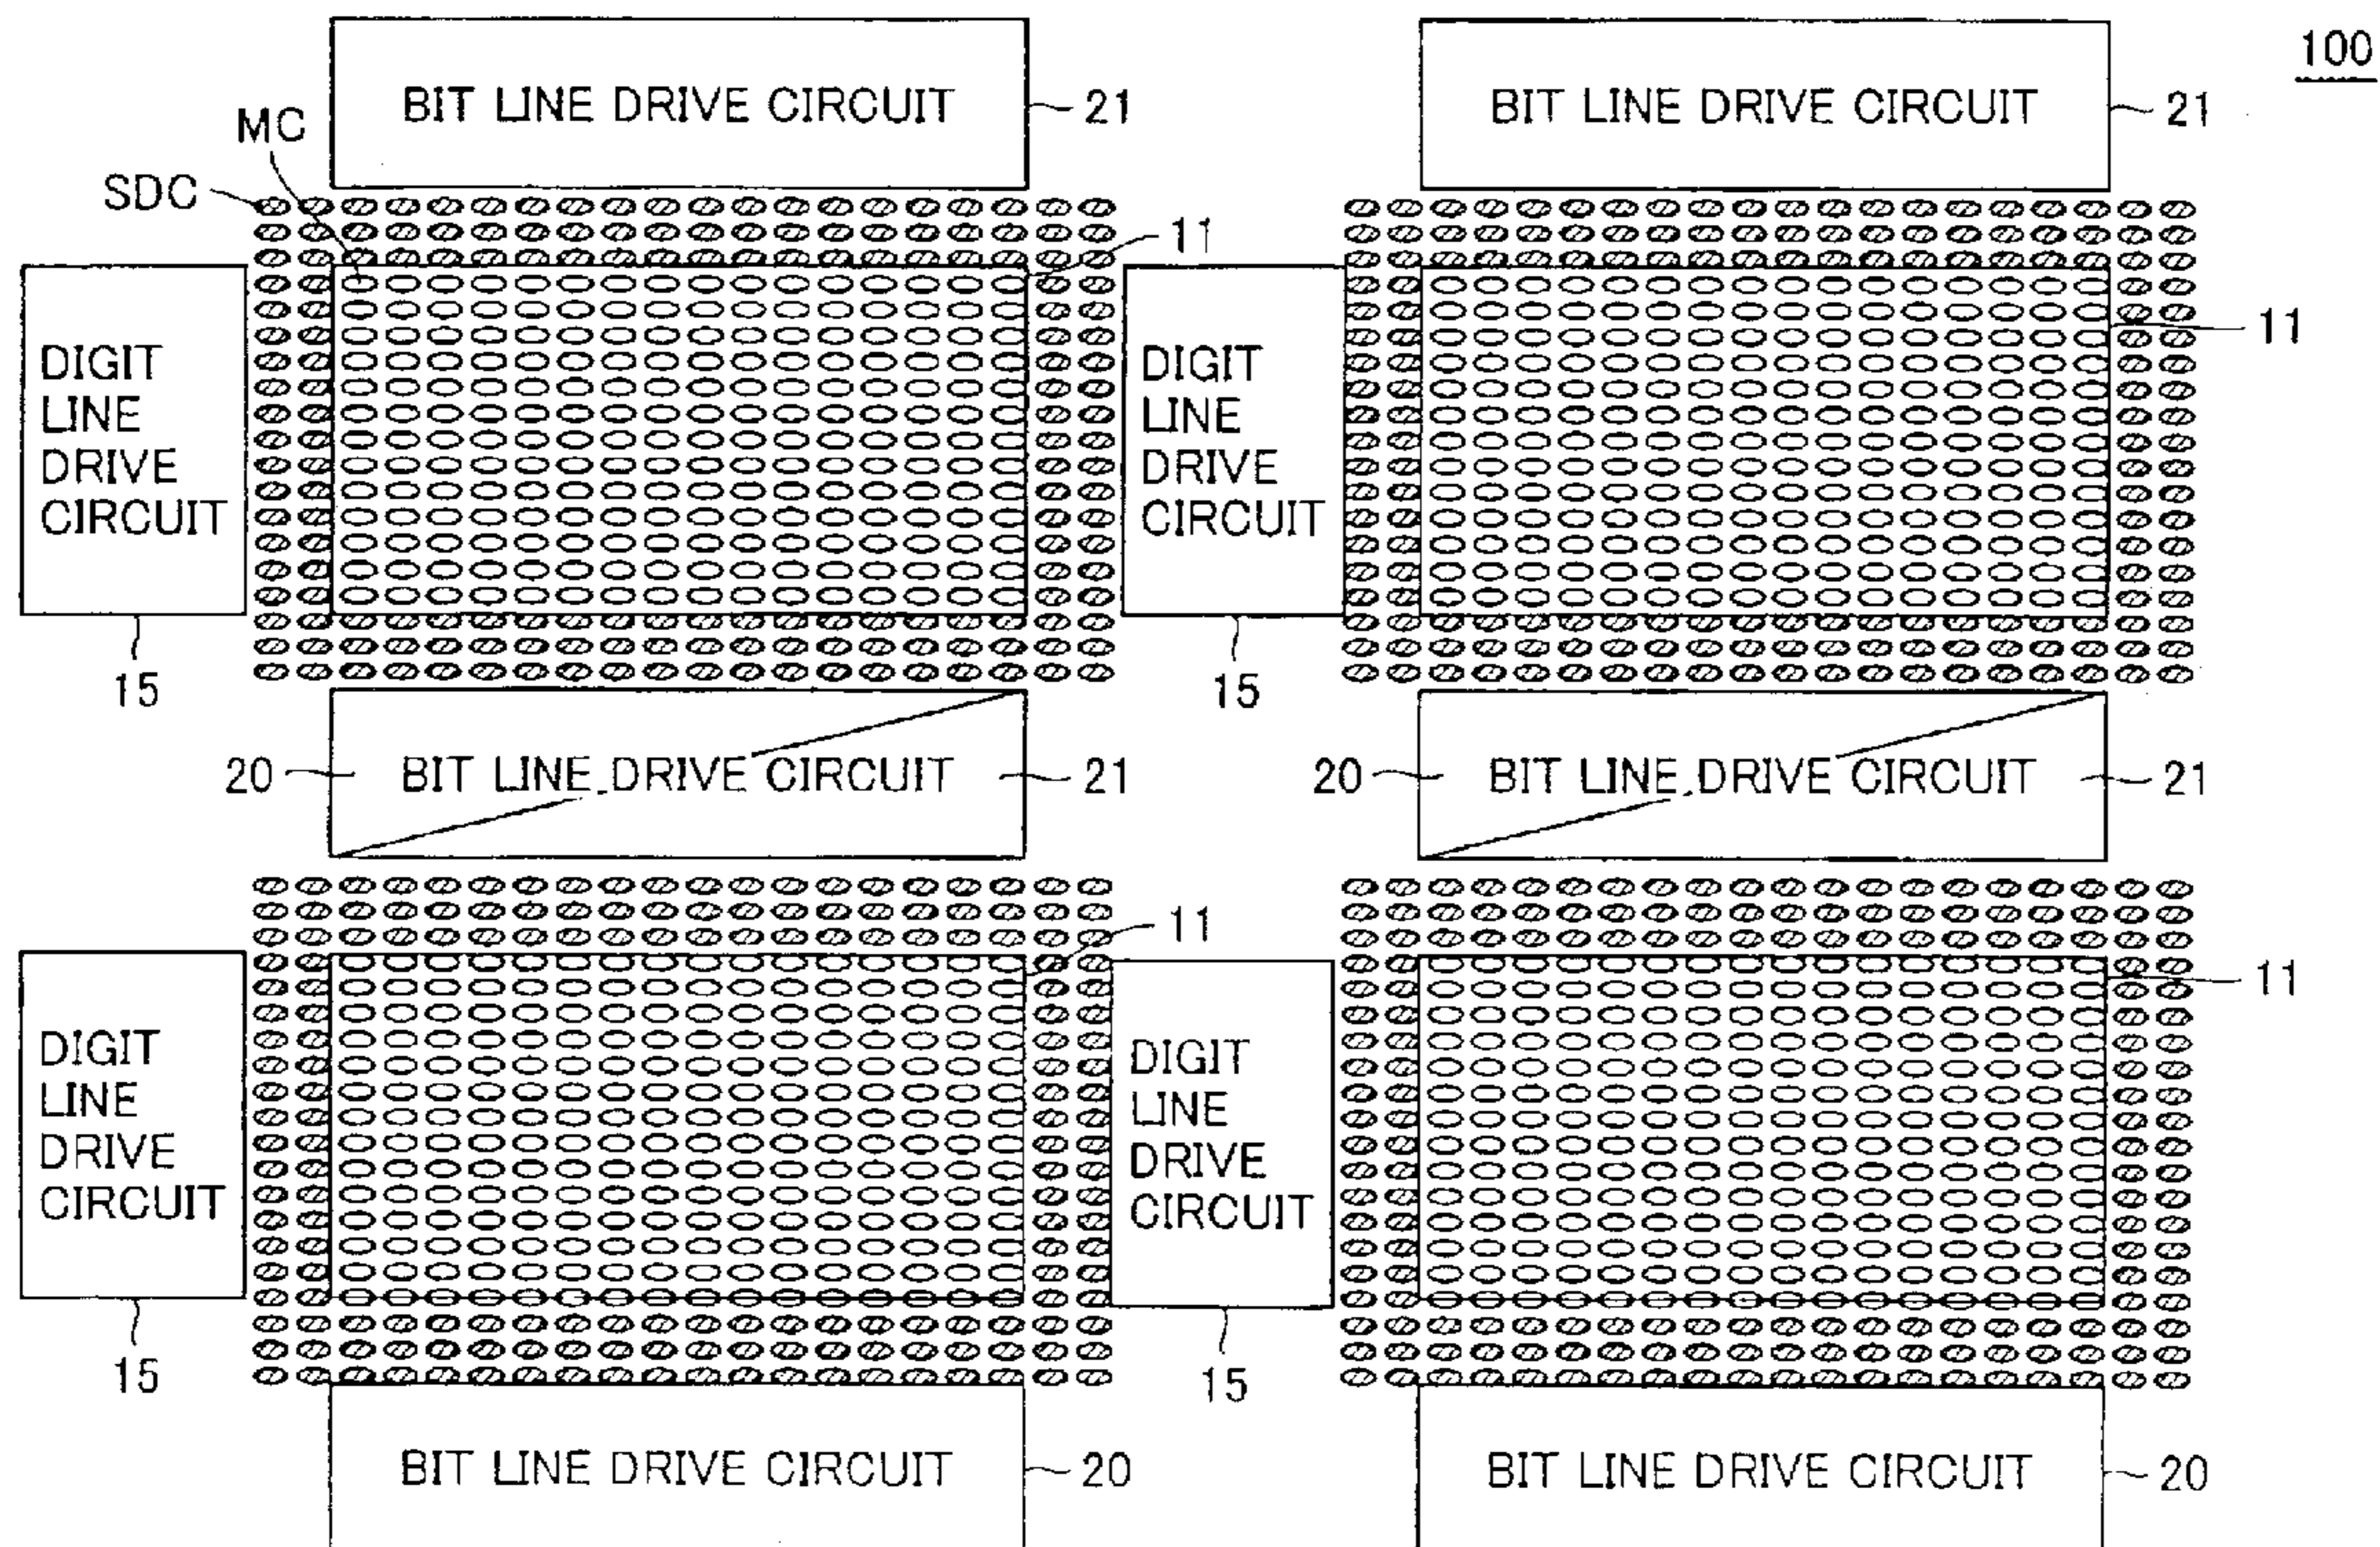 100
BIT LINE DRIVE CIRCUIT
21
BIT LINE DRIVE CIRCUIT
21
MC
SDC
11
11
DIGIT
LINE
DRIVE
CIRCUIT
15
DIGIT
LINE
DRIVE
CIRCUIT
15
20
BIT LINE DRIVE CIRCUIT
21
20
BIT LINE DRIVE CIRCUIT
21
11
11
DIGIT
LINE
DRIVE
CIRCUIT
15
DIGIT
LINE
DRIVE
CIRCUIT
15
BIT LINE DRIVE CIRCUIT
20
BIT LINE DRIVE CIRCUIT
20